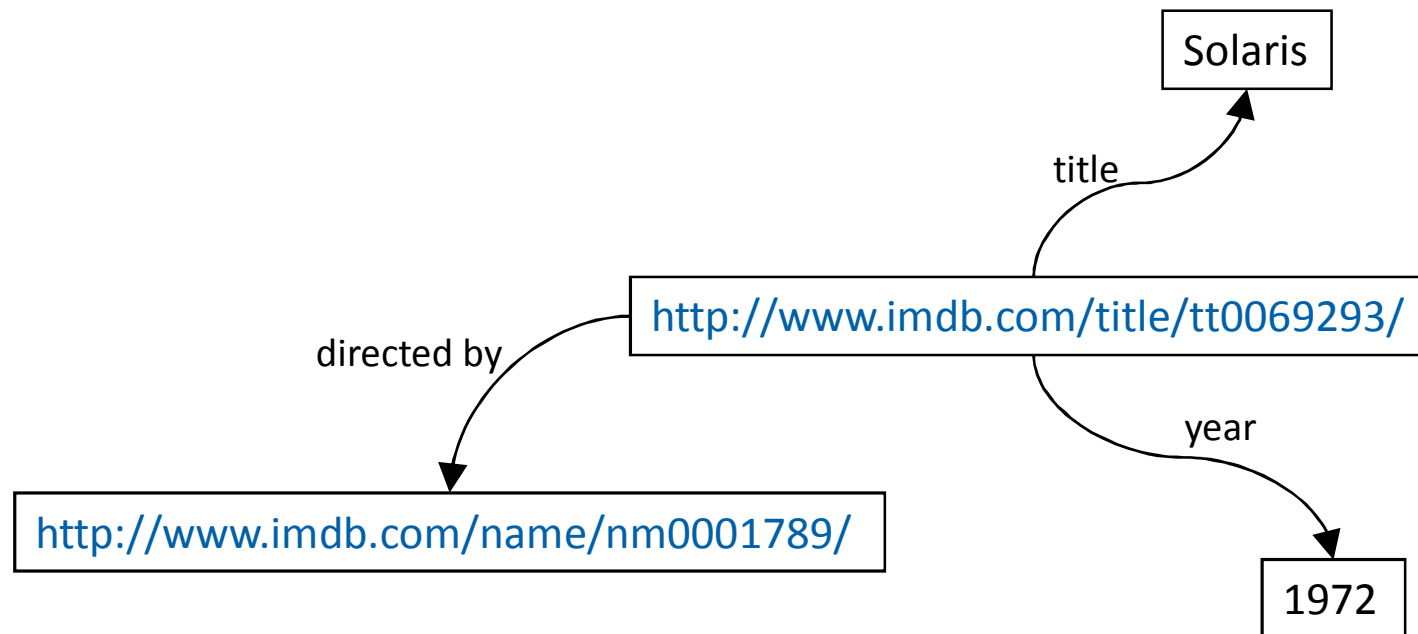 Solaris
title
http://www.imdb.com/title/tt0069293/
directed by
year
http://www.imdb.com/name/nm0001789/
1972